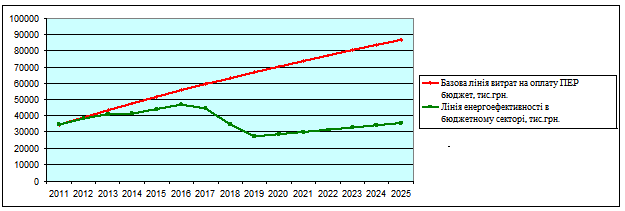 100000
90000
80000
70000
60000
50000
40000
30000
20000
10000
0
2011 2012 2013 2014 2015 2016 2017 2018 2019 2020 2021 2022 2023 2024 2025
Базова лінія витрат на оплату ПЕР
бюджет, тис.грн.
Лінія енергоефективності в
бюджетному секторі, тис.грн.